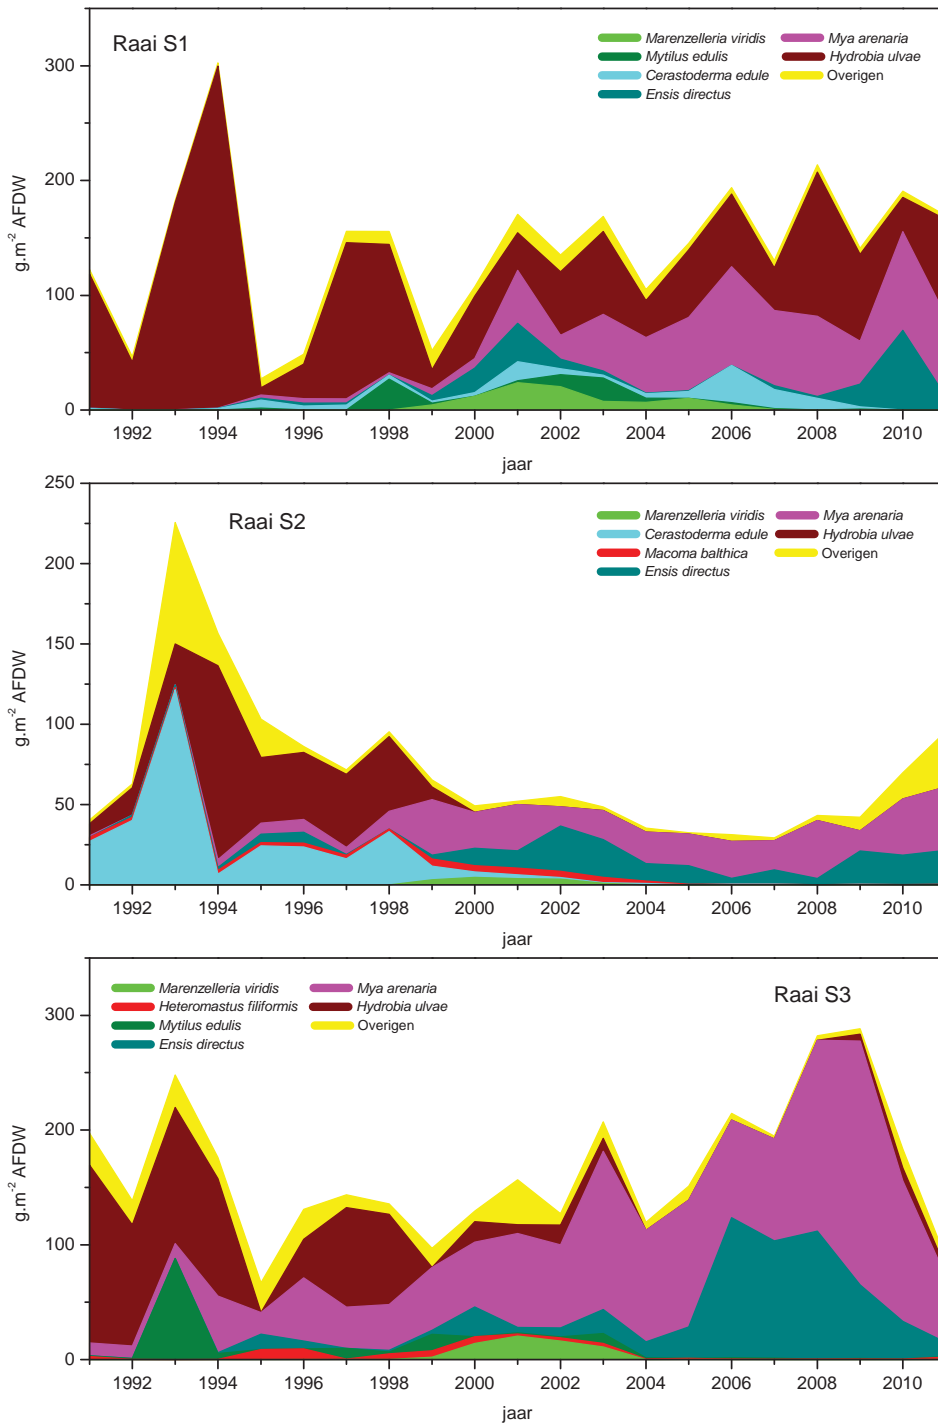 Raai S1
Marenzelleria viridis
Mya arenaria
Mytilus edulis
Hydrobia ulvae
Cerastoderma edule
Overigen
Ensis directus
300
200
100
0
g.m-2 AFDW
1992 1994 1996 1998 2000 2002 2004 2006 2008 2010
jaar
Raai S2
Marenzelleria viridis
Mya arenaria
Cerastoderma edule
Hydrobia ulvae
Macoma balthica
Overigen
Ensis directus
250
200
150
100
50
0
g.m-2 AFDW
1992 1994 1996 1998 2000 2002 2004 2006 2008 2010
jaar
Raai S3
Marenzelleria viridis
Mya arenaria
Heteromastus filiformis
Hydrobia ulvae
Mytilus edulis
Overigen
Ensis directus
300
200
100
0
g.m-2 AFDW
1992 1994 1996 1998 2000 2002 2004 2006 2008 2010
jaar